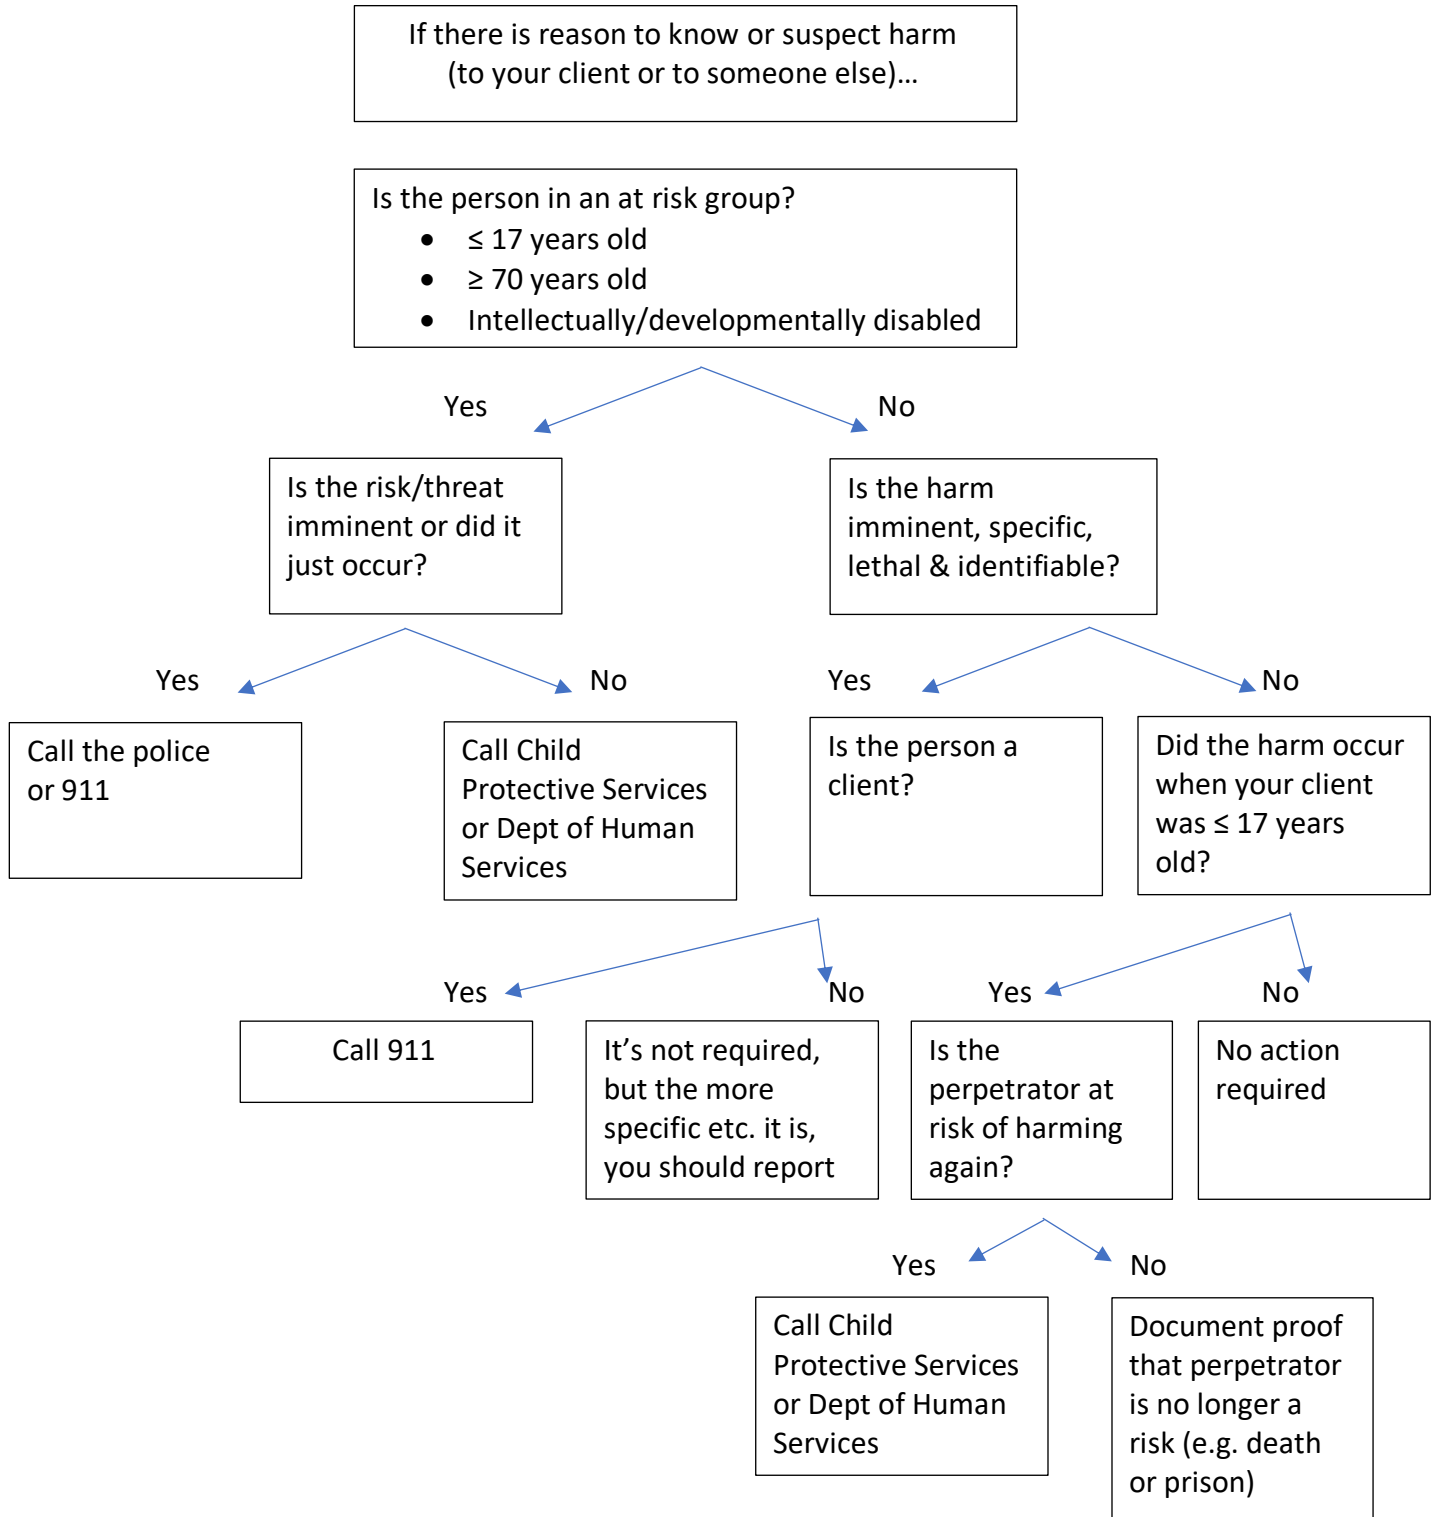 If there is reason to know or suspect harm
(to your client or to someone else)…
Is the person in an at risk group?
• ≤ 17 years old
• ≥ 70 years old
• Intellectually/developmentally disabled
Yes
No
Is the risk/threat
imminent or did it
just occur?
Is the harm
imminent, specific,
lethal & identifiable?
Yes
No
Yes
No
Call the police
or 911
Call Child
Protective Services
or Dept of Human
Services
Is the person a
client?
Did the harm occur
when your client
was ≤ 17 years
old?
Yes
No
Yes
No
Call 911
It’s not required,
but the more
specific etc. it is,
you should report
Is the
perpetrator at
risk of harming
again?
No action
required
Yes
No
Call Child
Protective Services
or Dept of Human
Services
Document proof
that perpetrator
is no longer a
risk (e.g. death
or prison)